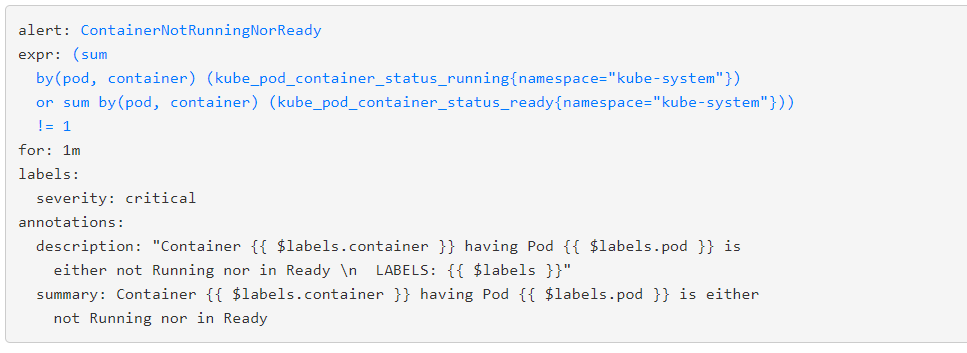 alert: ContainerNotRunningNorReady
expr: (sum
by(pod, container) (kube_pod_container_status_running{namespace="kube-system"})
or sum by(pod, container) (kube_pod_container_status_ready{namespace="kube-system"}))
!= 1
for: 1m
labels:
severity: critical
annotations:
description: "Container {{ $labels.container }} having Pod {{ $labels.pod }} is
either not Running nor in Ready \n  LABELS: {{ $labels }}"
summary: Container {{ $labels.container }} having Pod {{ $labels.pod }} is either
not Running nor in Ready